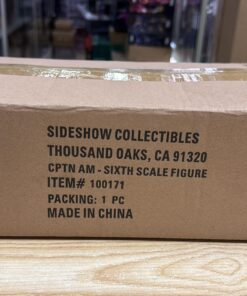 SIDESHOW COLLECTIBLES
THOUSAND OAKS, CA 91320
CPTN AM - SIXTH SCALE FIGURE
ITEM# 100171
PACKING: 1 PC
MADE IN CHINA